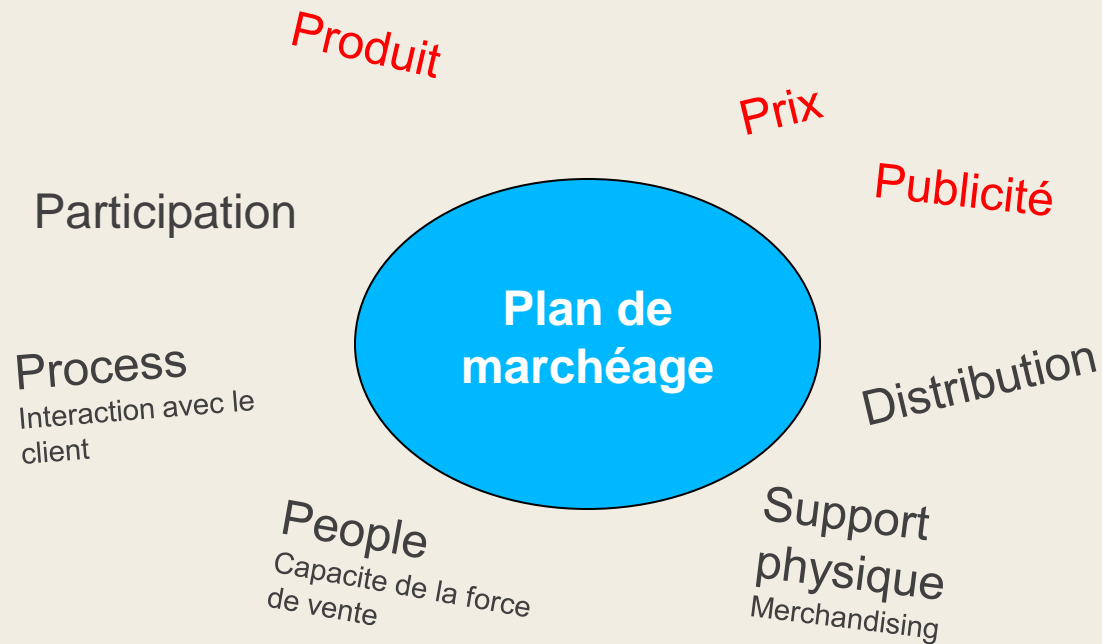 Produit
Prix
Publicité
Participation
Plan de
marchéage
Process
Interaction avec le
client
Distribution
People
Capacite de la force
de vente
Support
physique
Merchandising